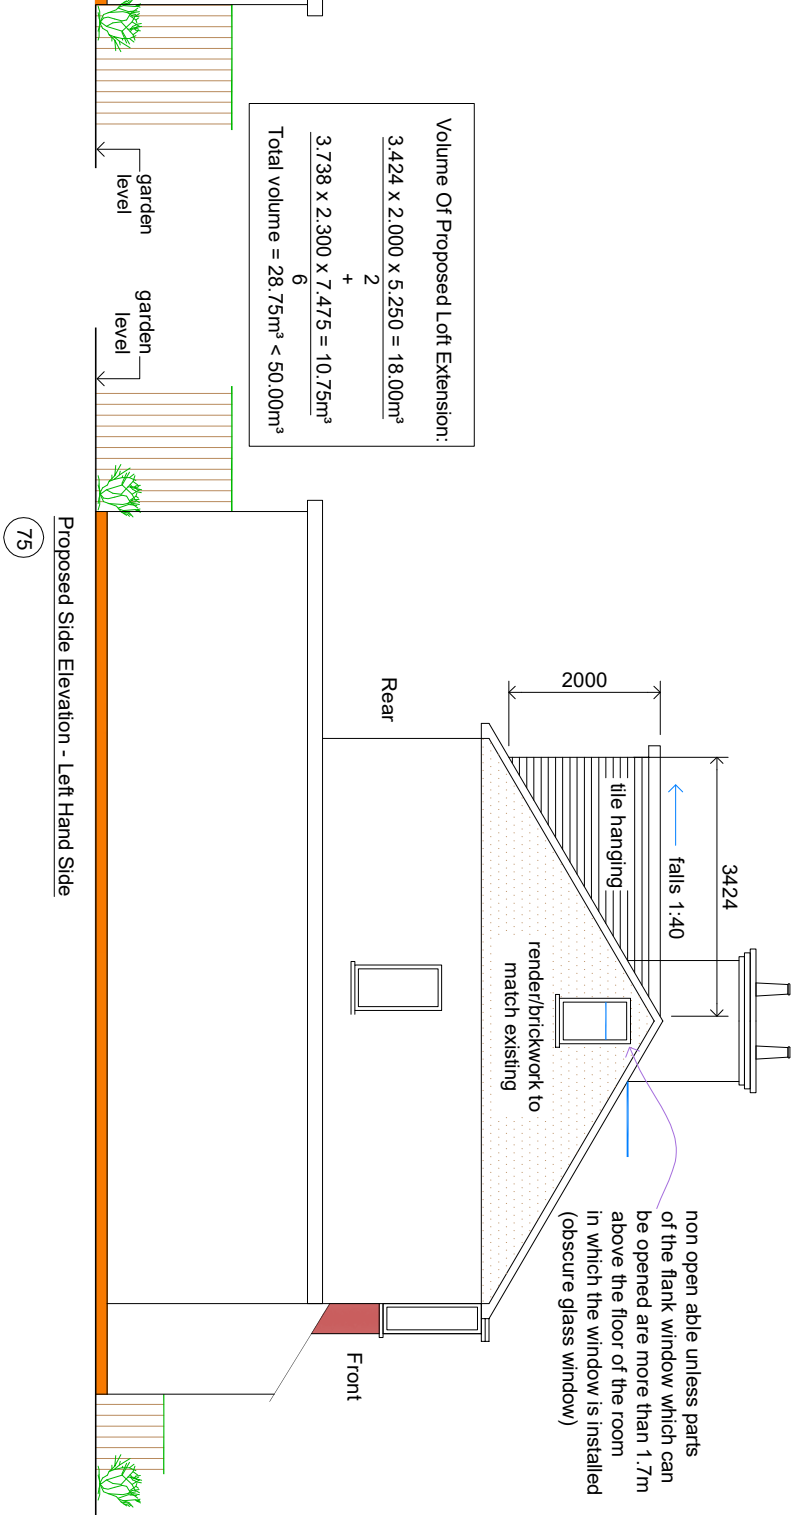 Volume Of Proposed Loft Extension:
3.424 x 2.000 x 5.250 = 18.00m³
2
+
3.738 x 2.300 x 7.475 = 10.75m³
6
Total volume = 28.75m³ < 50.00m³
garden
level
garden
level
2000
3424
falls 1:40
tile hanging
Rear
render/brickwork to
match existing
non open able unless parts
of the flank window which can
be opened are more than 1.7m
above the floor of the room
in which the window is installed
(obscure glass window)
Front
Proposed Side Elevation - Left Hand Side
75